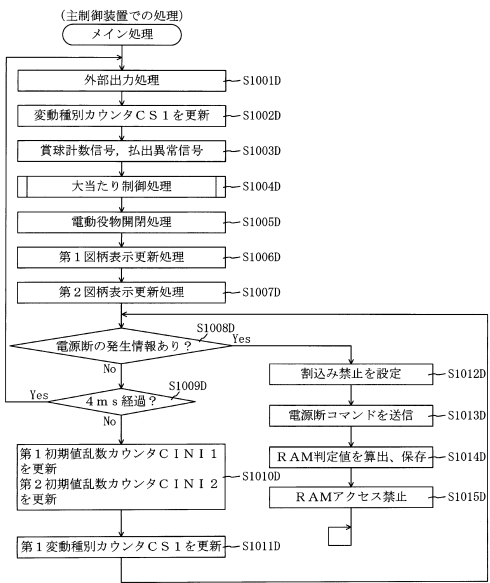 (主制御装置での処理)
メイン処理
外部出力処理
S1001D
変動種別カウンタCS1を更新
S1002D
賞球計数信号,払出異常信号
S1003D
大当たり制御処理
S1004D
電動役物開閉処理
S1005D
第1図柄表示更新処理
S1006D
第2図柄表示更新処理
S1007D
電源断の発生情報あり?
S1008D
Yes
No
4ms経過?
S1009D
Yes
No
第1初期値乱数カウンタCINI1
を更新
第2初期値乱数カウンタCINI2
を更新
S1010D
第1変動種別カウンタCS1を更新
S1011D
割込み禁止を設定
S1012D
電源断コマンドを送信
S1013D
RAM判定値を算出、保存
S1014D
RAMアクセス禁止
S1015D